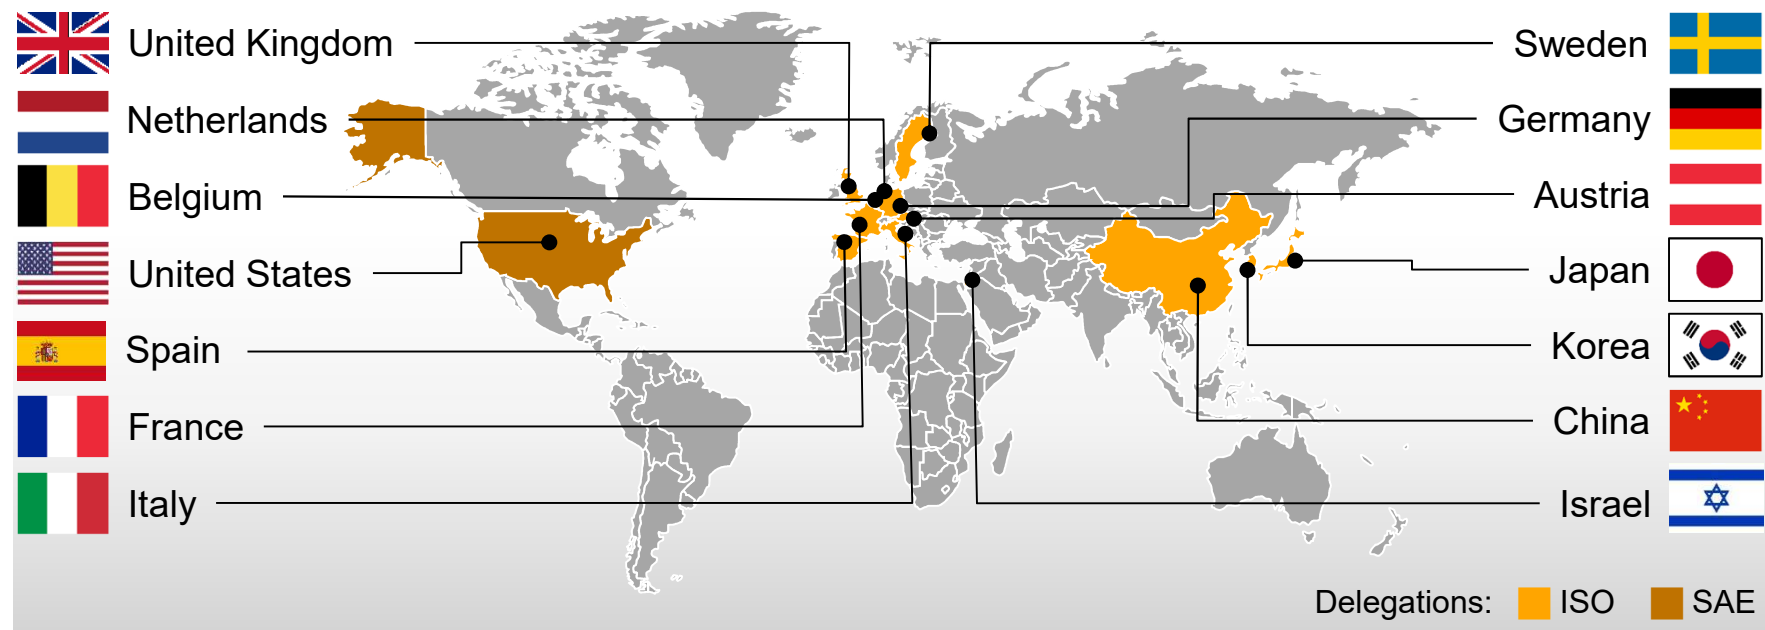 United Kingdom
Netherlands
Belgium
United States
Spain
France
Italy
Sweden
Germany
Austria
Japan
Korea
China
Israel
Delegations: ISO SAE